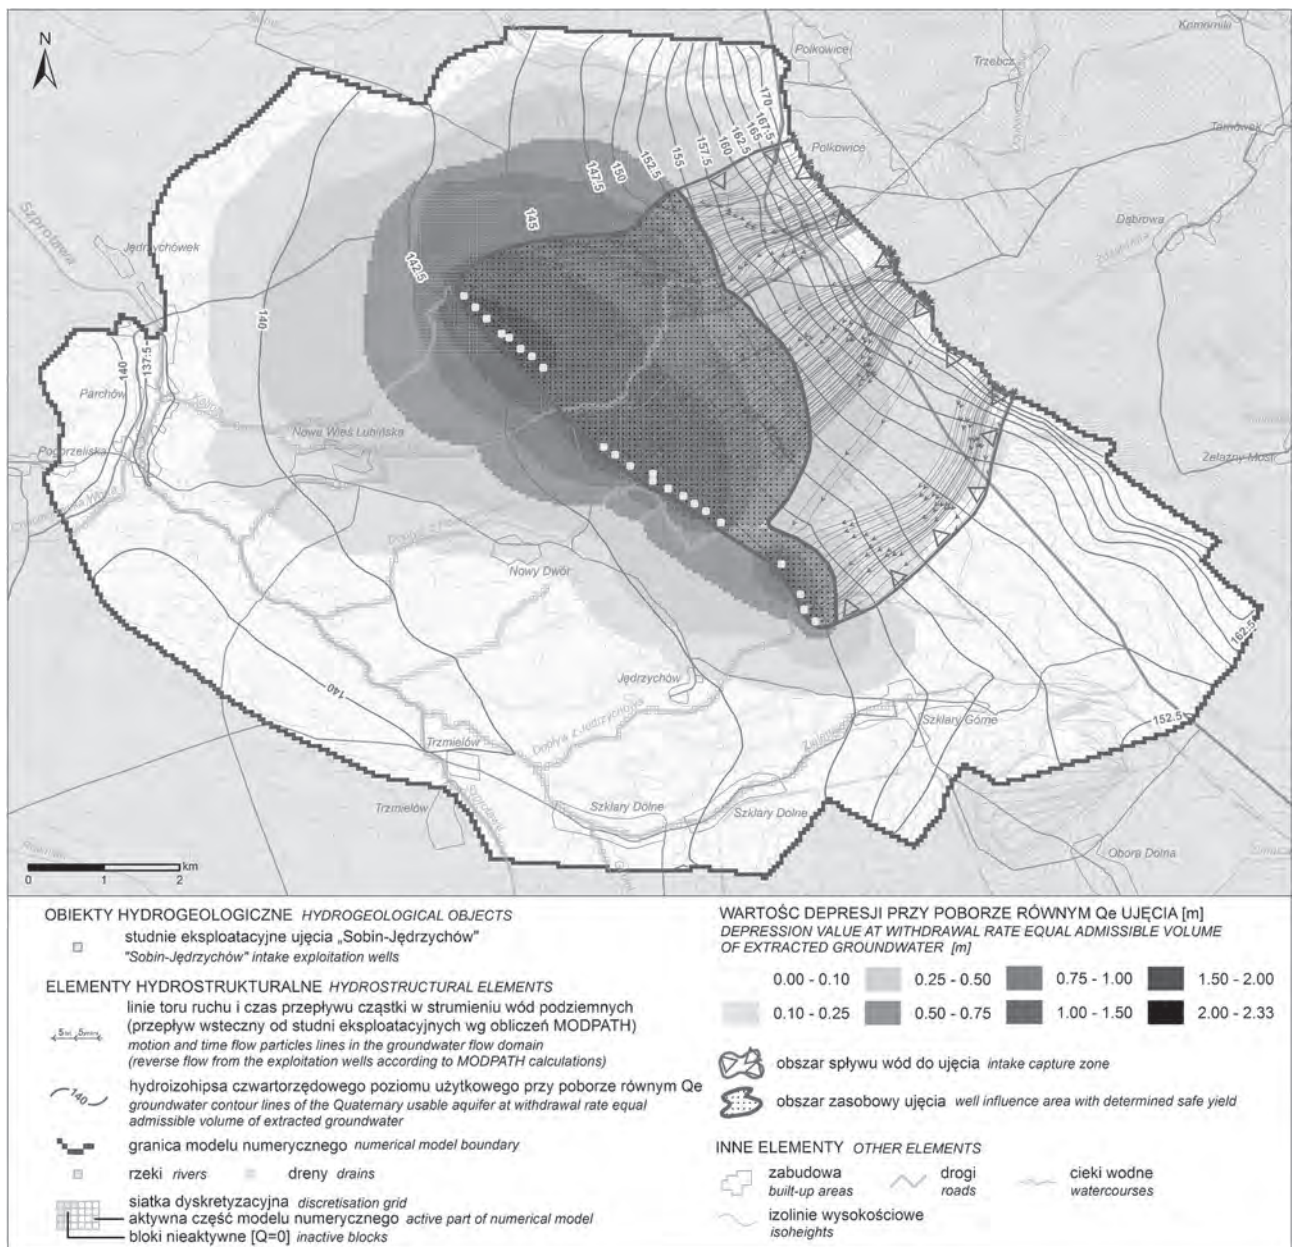 N
Komorniki
Polkowice
Trzebcz
Tarnówek
170
167.5
165
162.5
160
157.5
155
152.5
150
147.5
145
142.5
Polkowice
Dąbrowa
Szprotawa
Jędrzychówek
140
140
137.5
Parchów
Nowa Wieś Lubińska
Pogorzeliska
Żelazny Most
Nowy Dwór
162.5
Jędrzychów
140
152.5
Szklary Górne
Trzmielów
Dopływ z Jędrzychowa
Trzmielów
Szklary Dolne
Szklary Dolne
Obora Dolna
km
0 1 2
OBIEKTY HYDROGEOLOGICZNE HYDROGEOLOGICAL OBJECTS
studnie eksploatacyjne ujęcia „Sobin-Jędrzychów"
"Sobin-Jędrzychów" intake exploitation wells
ELEMENTY HYDROSTRUKTURALNE HYDROSTRUCTURAL ELEMENTS
linie toru ruchu i czas przepływu cząstki w strumieniu wód podziemnych
(przepływ wsteczny od studni eksploatacyjnych wg obliczeń MODPATH)
motion and time flow particles lines in the groundwater flow domain
(reverse flow from the exploitation wells according to MODPATH calculations)
140
hydroizohipsa czwartorzędowego poziomu użytkowego przy poborze równym Qe
groundwater contour lines of the Quaternary usable aquifer at withdrawal rate equal
admissible volume of extracted groundwater
granica modelu numerycznego numerical model boundary
rzeki rivers dreny drains
siatka dyskretyzacyjna discretisation grid
aktywna część modelu numerycznego active part of numerical model
bloki nieaktywne [Q=0] inactive blocks
WARTOŚC DEPRESJI PRZY POBORZE RÓWNYM Qe UJĘCIA [m]
DEPRESSION VALUE AT WITHDRAWAL RATE EQUAL ADMISSIBLE VOLUME
OF EXTRACTED GROUNDWATER [m]
0.00 - 0.10 0.25 - 0.50 0.75 - 1.00 1.50 - 2.00
0.10 - 0.25 0.50 - 0.75 1.00 - 1.50 2.00 - 2.33
obszar spływu wód do ujęcia intake capture zone
obszar zasobowy ujęcia well influence area with determined safe yield
INNE ELEMENTY OTHER ELEMENTS
zabudowa drogi cieki wodne
built-up areas roads watercourses
izolinie wysokościowe
isoheights